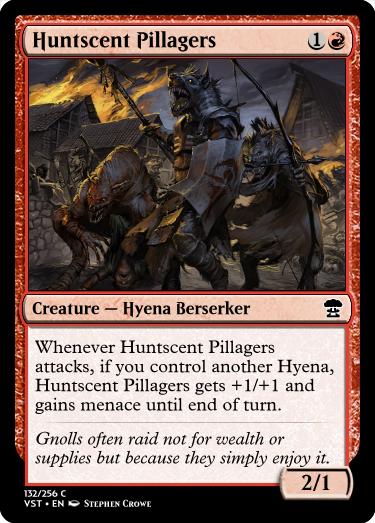 Huntscent Pillagers 1
Creature — Hyena Berserker
Whenever Huntscent Pillagers
attacks, if you control another Hyena,
Huntscent Pillagers gets +1/+1 and
gains menace until end of turn.
Gnolls often raid not for wealth or
supplies but because they simply enjoy it.
2/1
132/256 C
VST • EN Stephen Crowe